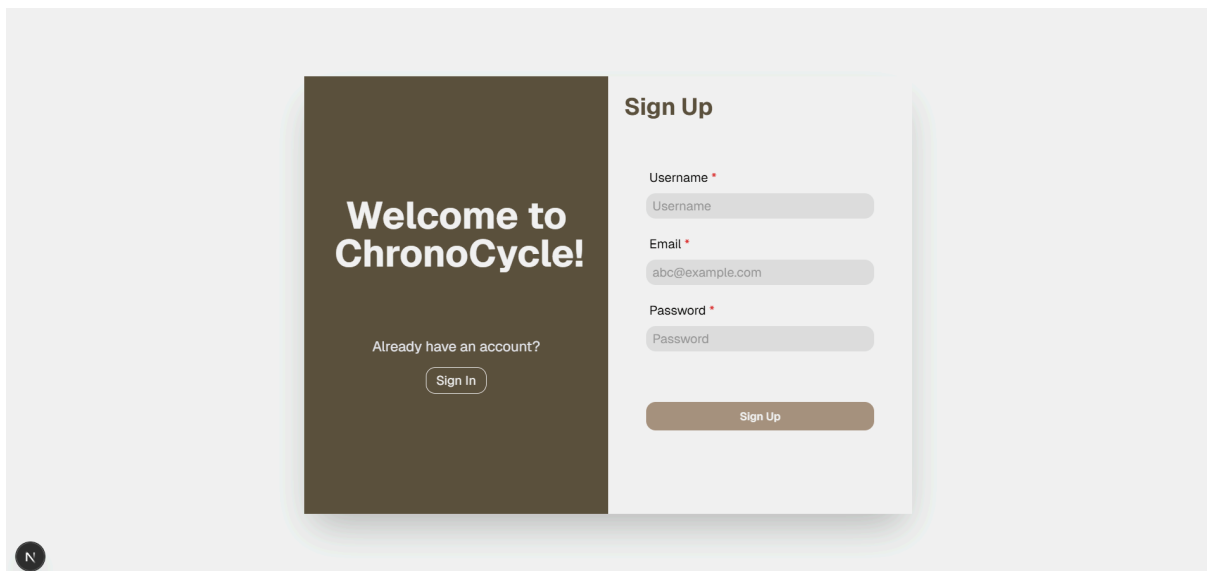 Welcome to
ChronoCycle!
Already have an account?
Sign In
Sign Up
Username *
Username
Email *
abc@example.com
Password *
Password
Sign Up
N